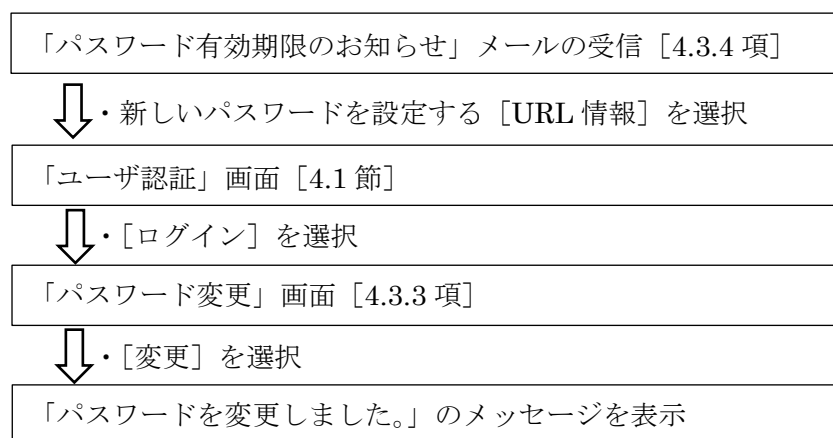 「パスワード有効期限のお知らせ」メールの受信［4.3.4 項］
・新しいパスワードを設定する［URL 情報］を選択
「ユーザ認証」画面［4.1 節］
・［ログイン］を選択
「パスワード変更」画面［4.3.3 項］
・［変更］を選択
「パスワードを変更しました。」のメッセージを表示